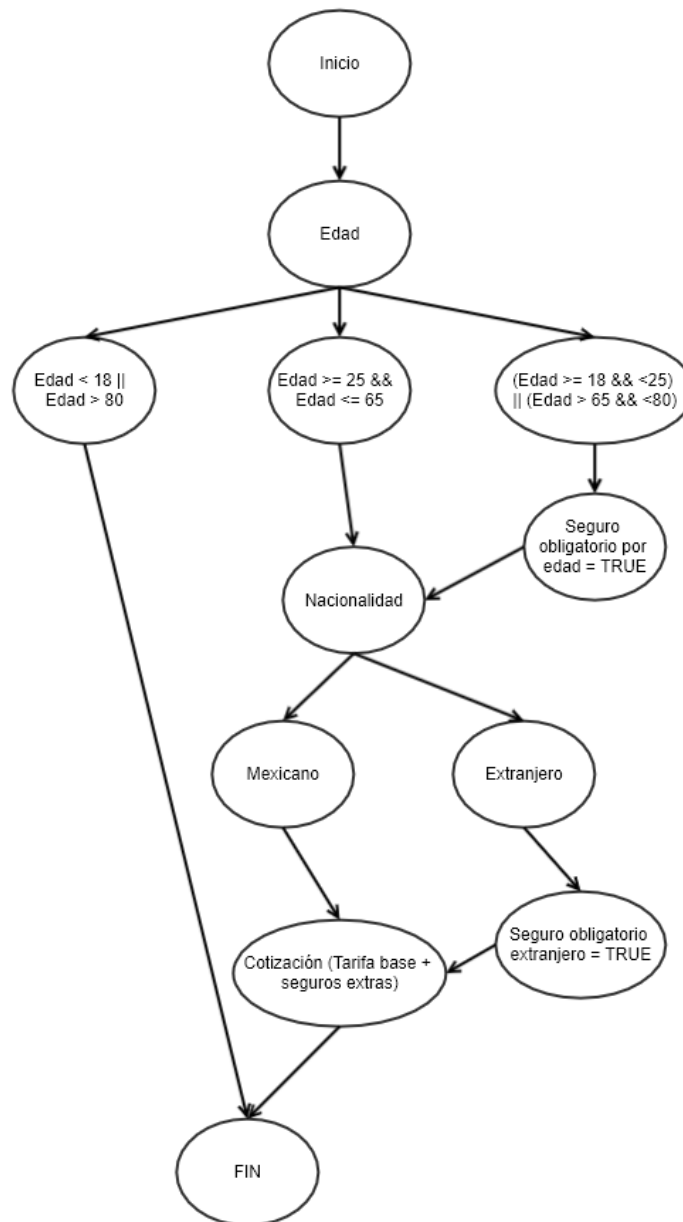 Inicio
Edad
Edad < 18 ||
Edad > 80
Edad >= 25 &&
Edad <= 65
(Edad >= 18 && <25)
|| (Edad > 65 && <80)
Seguro
obligatorio por
edad = TRUE
Nacionalidad
Mexicano
Extranjero
Seguro obligatorio
extranjero = TRUE
Cotización (Tarifa base +
seguros extras)
FIN